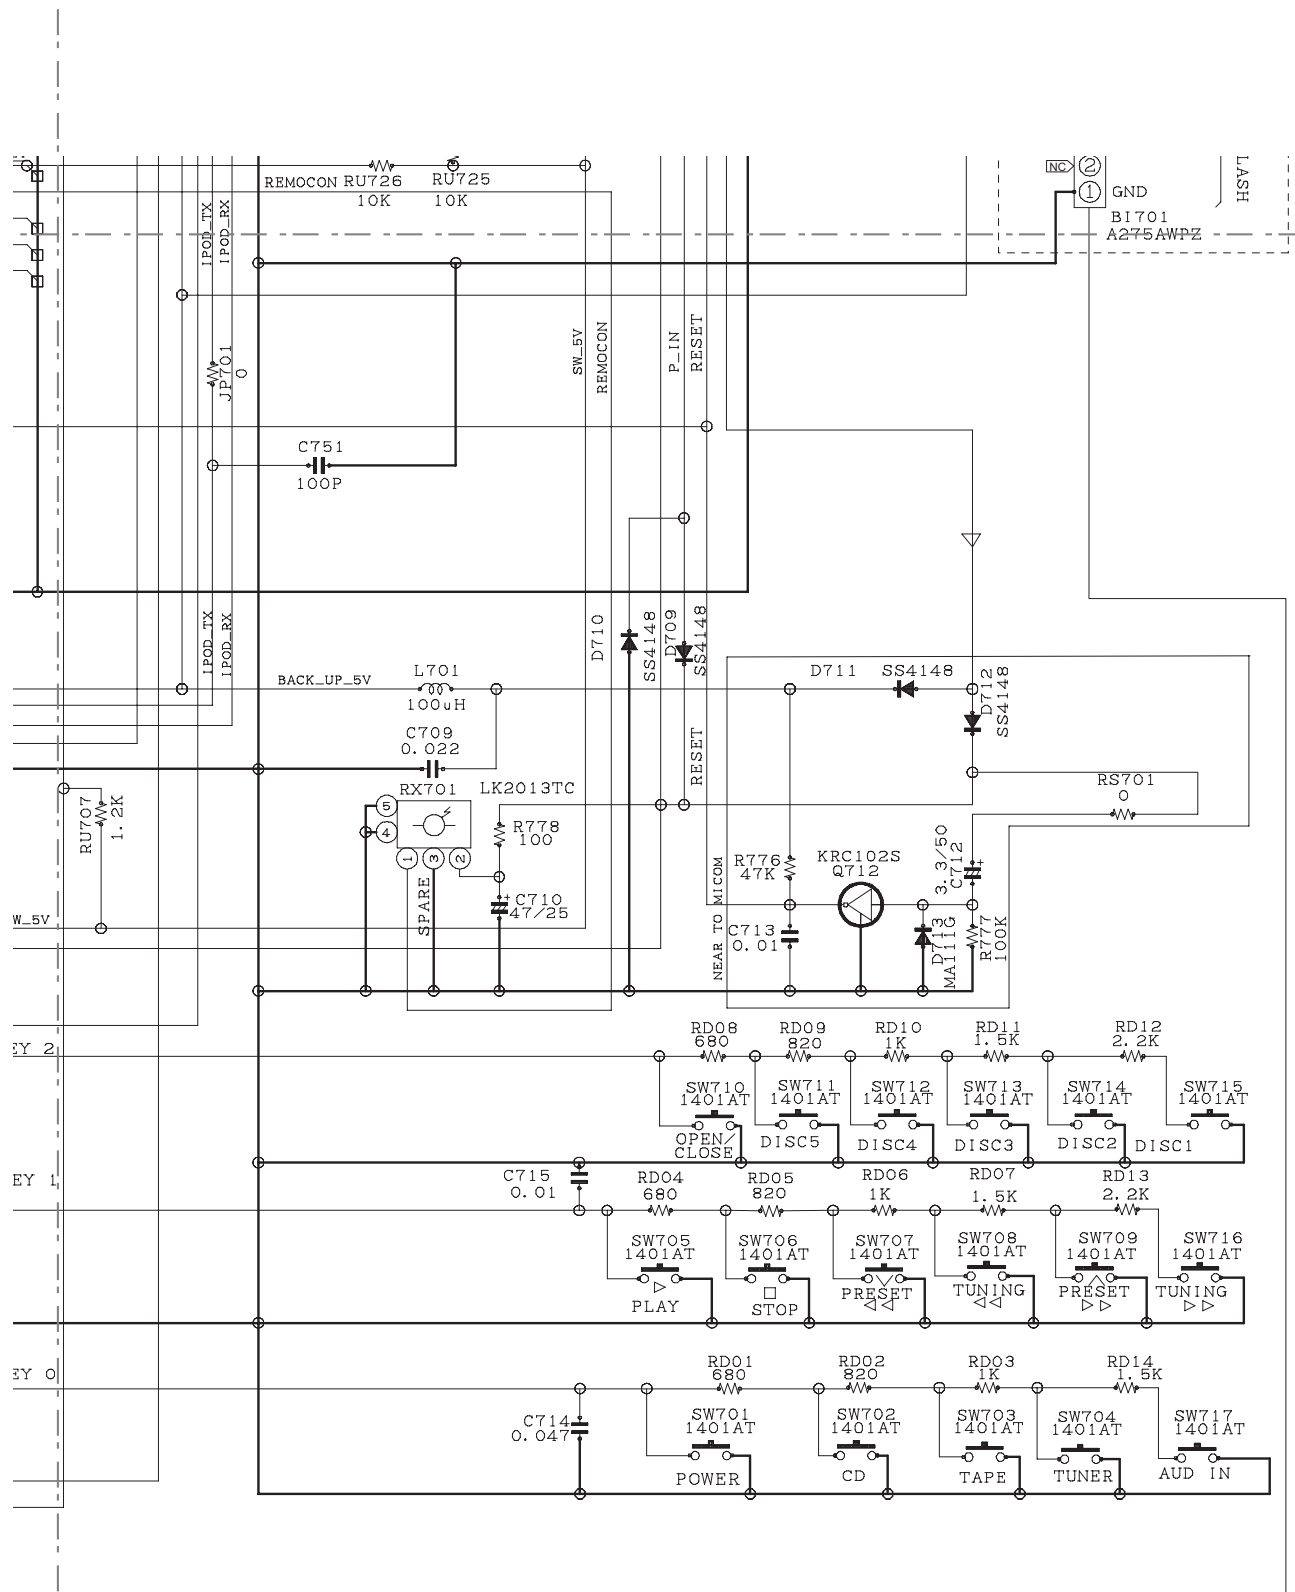 REMOCON
RU726
10K
RU725
10K
NC
2
1
GND
BI701
A275AWPZ
LASH
IPOD_TX
IPOD_RX
JP701
0
SW_5V
REMOCON
P_IN
RESET
C751
100P
IPOD_TX
IPOD_RX
D710
SS4148
D709
SS4148
BACK_UP_5V
L701
100uH
C709
0.022
RESET
D711
SS4148
D712
SS4148
RS701
0
RU707
1.2K
RX701
LK2013TC
5
4
1
3
2
R778
100
SPARE
C710
+
47/25
W_5V
NEAR TO MICOM
R776
47K
KRC102S
Q712
3.3/50
C712
+
C713
0.01
D713
MA111G
R777
100K
EY 2
RD08
680
RD09
820
RD10
1K
RD11
1.5K
RD12
2.2K
SW710
1401AT
SW711
1401AT
SW712
1401AT
SW713
1401AT
SW714
1401AT
SW715
1401AT
OPEN/
CLOSE
DISC5
DISC4
DISC3
DISC2
DISC1
EY 1
C715
0.01
RD04
680
RD05
820
RD06
1K
RD07
1.5K
RD13
2.2K
SW705
1401AT
SW706
1401AT
SW707
1401AT
SW708
1401AT
SW709
1401AT
SW716
1401AT
PLAY
STOP
PRESET
TUNING
PRESET
TUNING
EY 0
C714
0.047
RD01
680
RD02
820
RD03
1K
RD14
1.5K
SW701
1401AT
SW702
1401AT
SW703
1401AT
SW704
1401AT
SW717
1401AT
POWER
CD
TAPE
TUNER
AUD IN